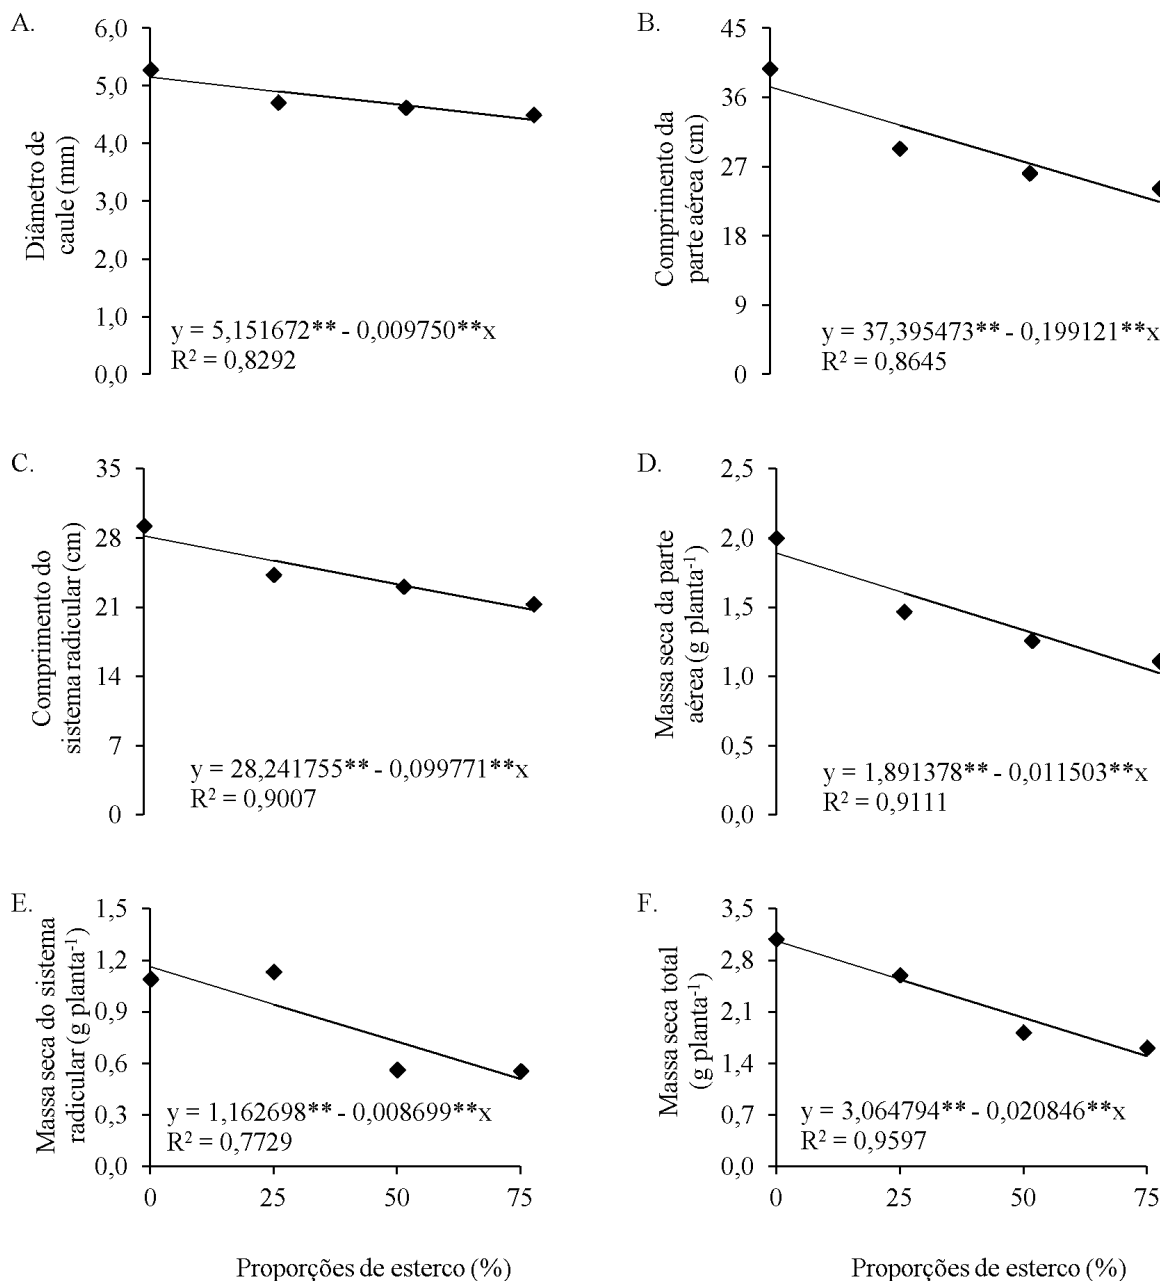 A.
6,0
5,0
4,0
3,0
2,0
1,0
0,0
Diâmetro de
caule (mm)
y = 5,151672** - 0,009750**x
R² = 0,8292
B.
45
36
27
18
9
0
Comprimento da
parte aérea (cm)
y = 37,395473** - 0,199121**x
R² = 0,8645
C.
35
28
21
14
7
0
Comprimento do
sistema radicular (cm)
y = 28,241755** - 0,099771**x
R² = 0,9007
D.
2,5
2,0
1,5
1,0
0,5
0,0
Massa seca da parte
aérea (g planta⁻¹)
y = 1,891378** - 0,011503**x
R² = 0,9111
E.
1,5
1,2
0,9
0,6
0,3
0,0
Massa seca do sistema
radicular (g planta⁻¹)
y = 1,162698** - 0,008699**x
R² = 0,7729
0 25 50 75
Proporções de esterco (%)
F.
3,5
2,8
2,1
1,4
0,7
0,0
Massa seca total
(g planta⁻¹)
y = 3,064794** - 0,020846**x
R² = 0,9597
0 25 50 75
Proporções de esterco (%)